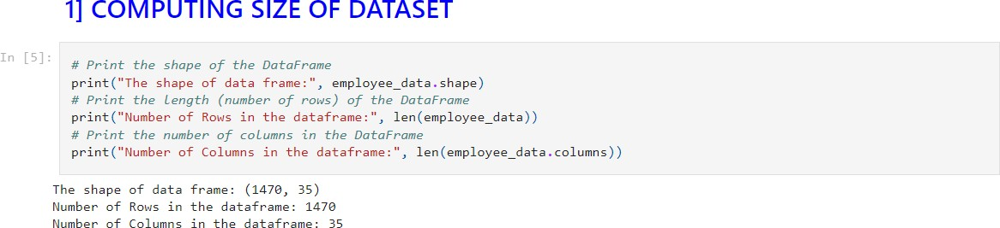 1] COMPUTING SIZE OF DATASET
In [5]:
# Print the shape of the DataFrame
print("The shape of data frame:", employee_data.shape)
# Print the Length (number of rows) of the DataFrame
print("Number of Rows in the dataframe:", len(employee_data))
# Print the number of columns in the DataFrame
print("Number of Columns in the dataframe:", len(employee_data.columns))
The shape of data frame: (1470, 35)
Number of Rows in the dataframe: 1470
Number of Columns in the dataframe: 35